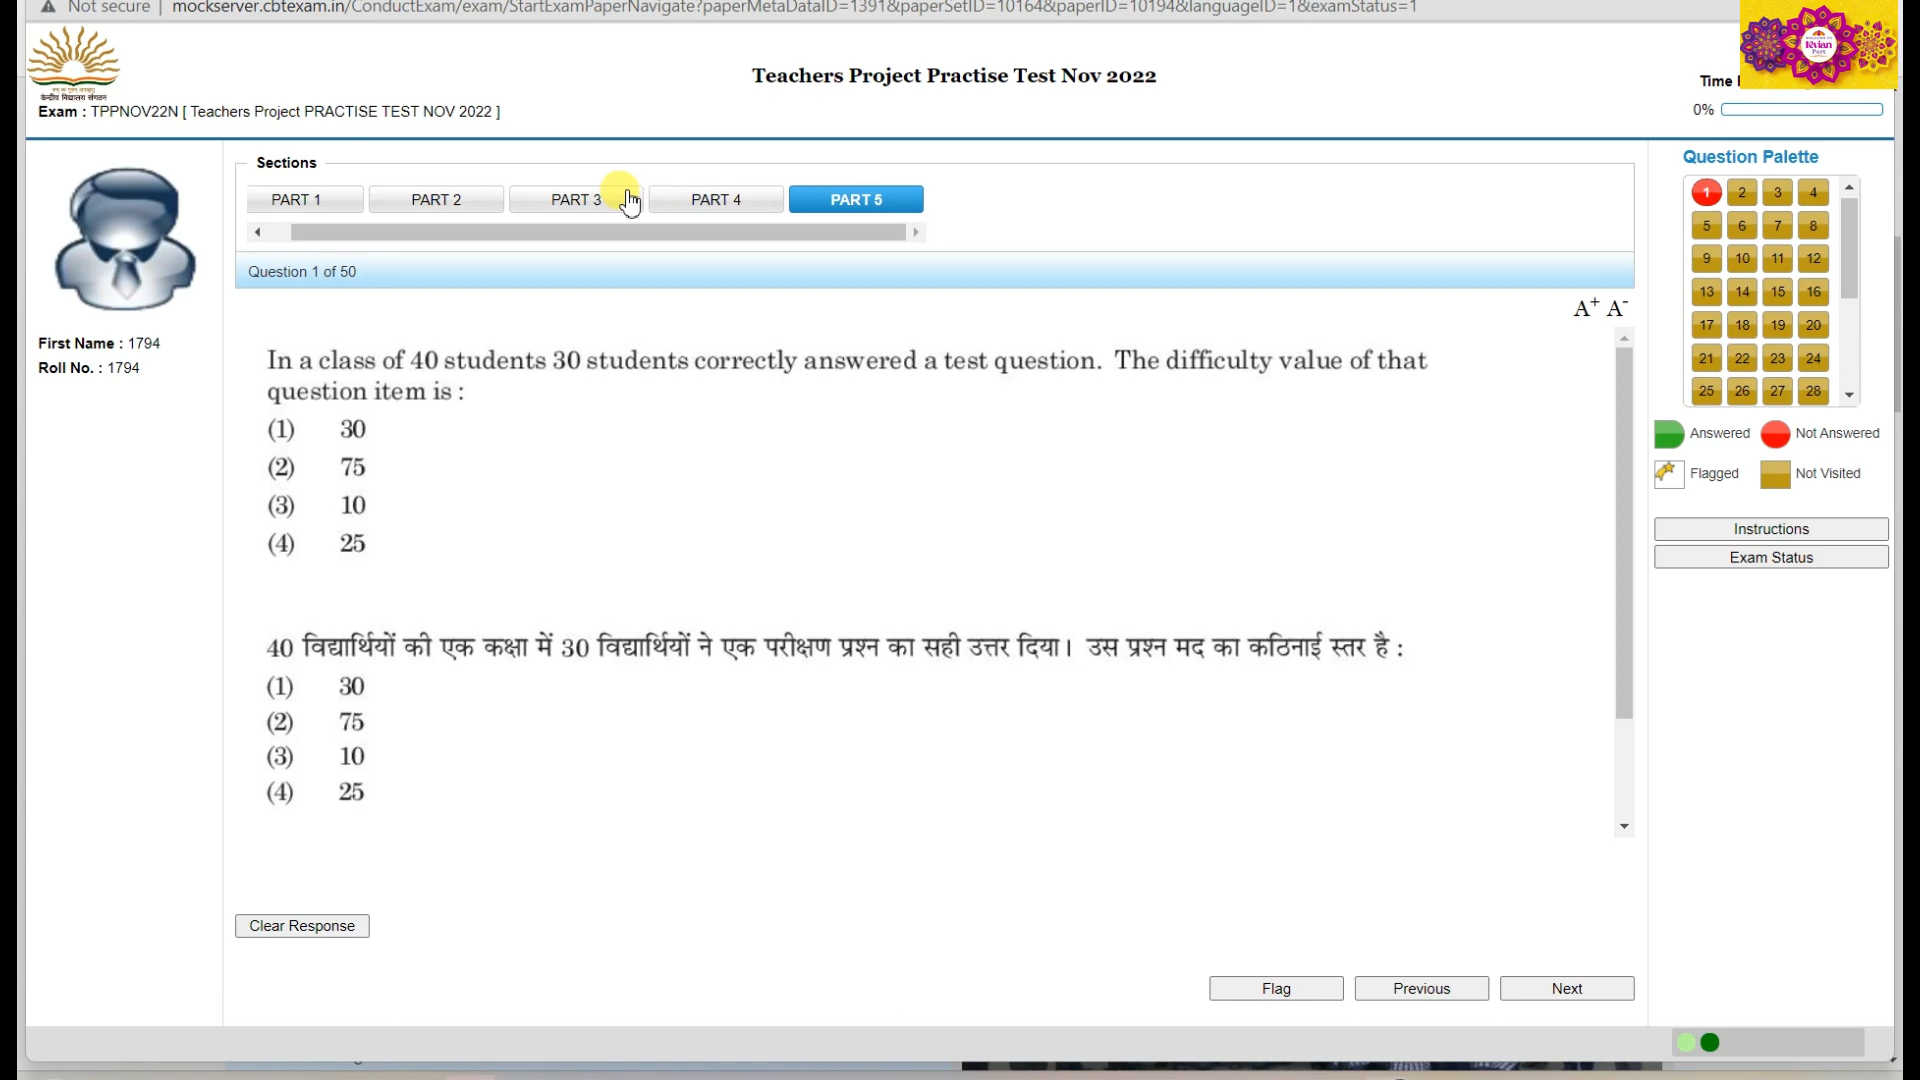 Not secure | mockserver.cbtexam.in/ConductExam/exam/StartExamPaperNavigate?paperMetaDataID=1391&paperSetID=10164&paperID=10194&languageID=1&examStatus=1
केन्द्रीय विद्यालय संगठन
Teachers Project Practise Test Nov 2022
Time
Exam : TPPNOV22N [ Teachers Project PRACTISE TEST NOV 2022 ]
0%
Sections
PART 1 PART 2 PART 3 PART 4 PART 5
Question 1 of 50
A+ A-
First Name : 1794
Roll No. : 1794
In a class of 40 students 30 students correctly answered a test question. The difficulty value of that
question item is :
(1) 30
(2) 75
(3) 10
(4) 25
40 विद्यार्थियों की एक कक्षा में 30 विद्यार्थियों ने एक परीक्षण प्रश्न का सही उत्तर दिया। उस प्रश्न मद का कठिनाई स्तर है :
(1) 30
(2) 75
(3) 10
(4) 25
Clear Response
Flag Previous Next
Question Palette
1 2 3 4
5 6 7 8
9 10 11 12
13 14 15 16
17 18 19 20
21 22 23 24
25 26 27 28
Answered Not Answered
Flagged Not Visited
Instructions
Exam Status